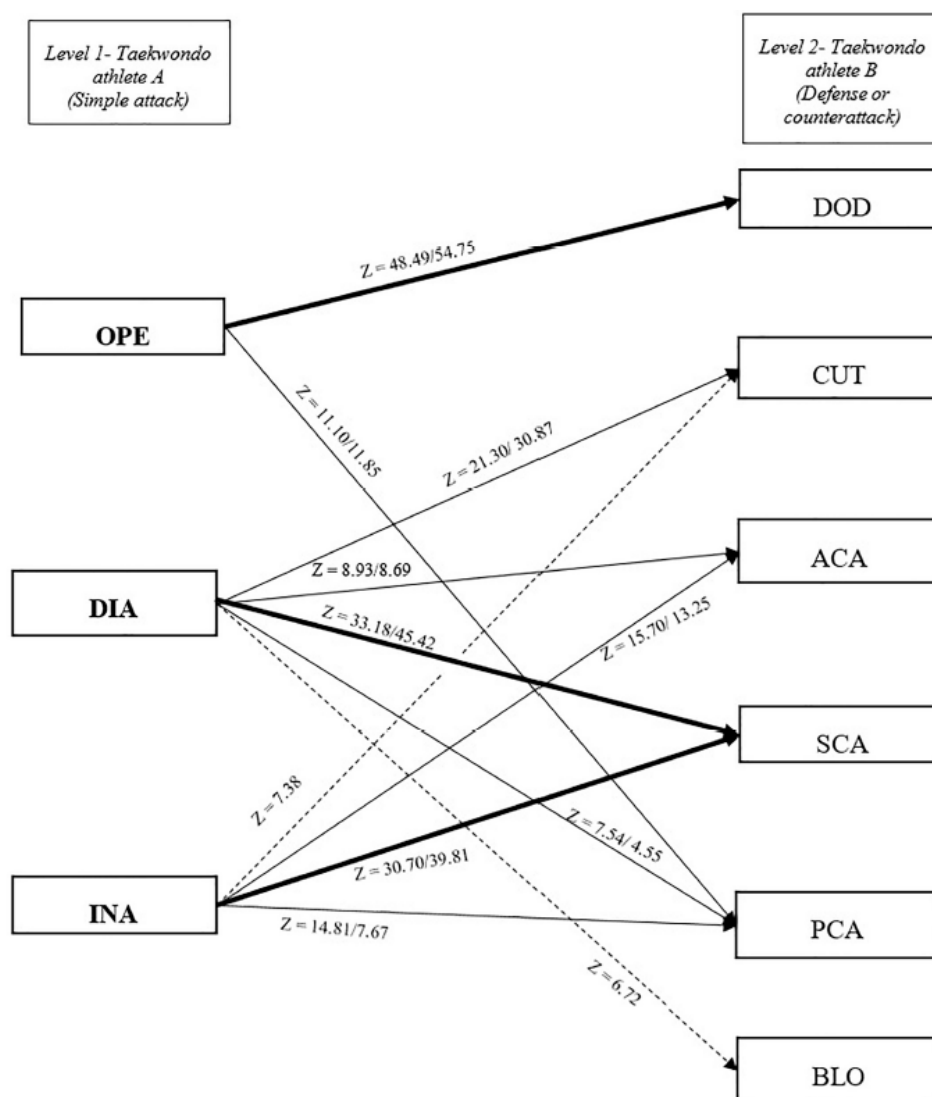 Level 1- Taekwondo
athlete A
(Simple attack)
Level 2- Taekwondo
athlete B
(Defense or
counterattack)
DOD
Z = 48.49/54.75
OPE
CUT
Z = 11.10/11.85
Z = 21.30/ 30.87
ACA
Z = 8.93/8.69
DIA
Z = 33.18/45.42
Z = 15.70/ 13.25
SCA
Z = 7.38
Z = 7.54/ 4.55
Z = 30.70/39.81
INA
PCA
Z = 14.81/7.67
Z = 6.72
BLO